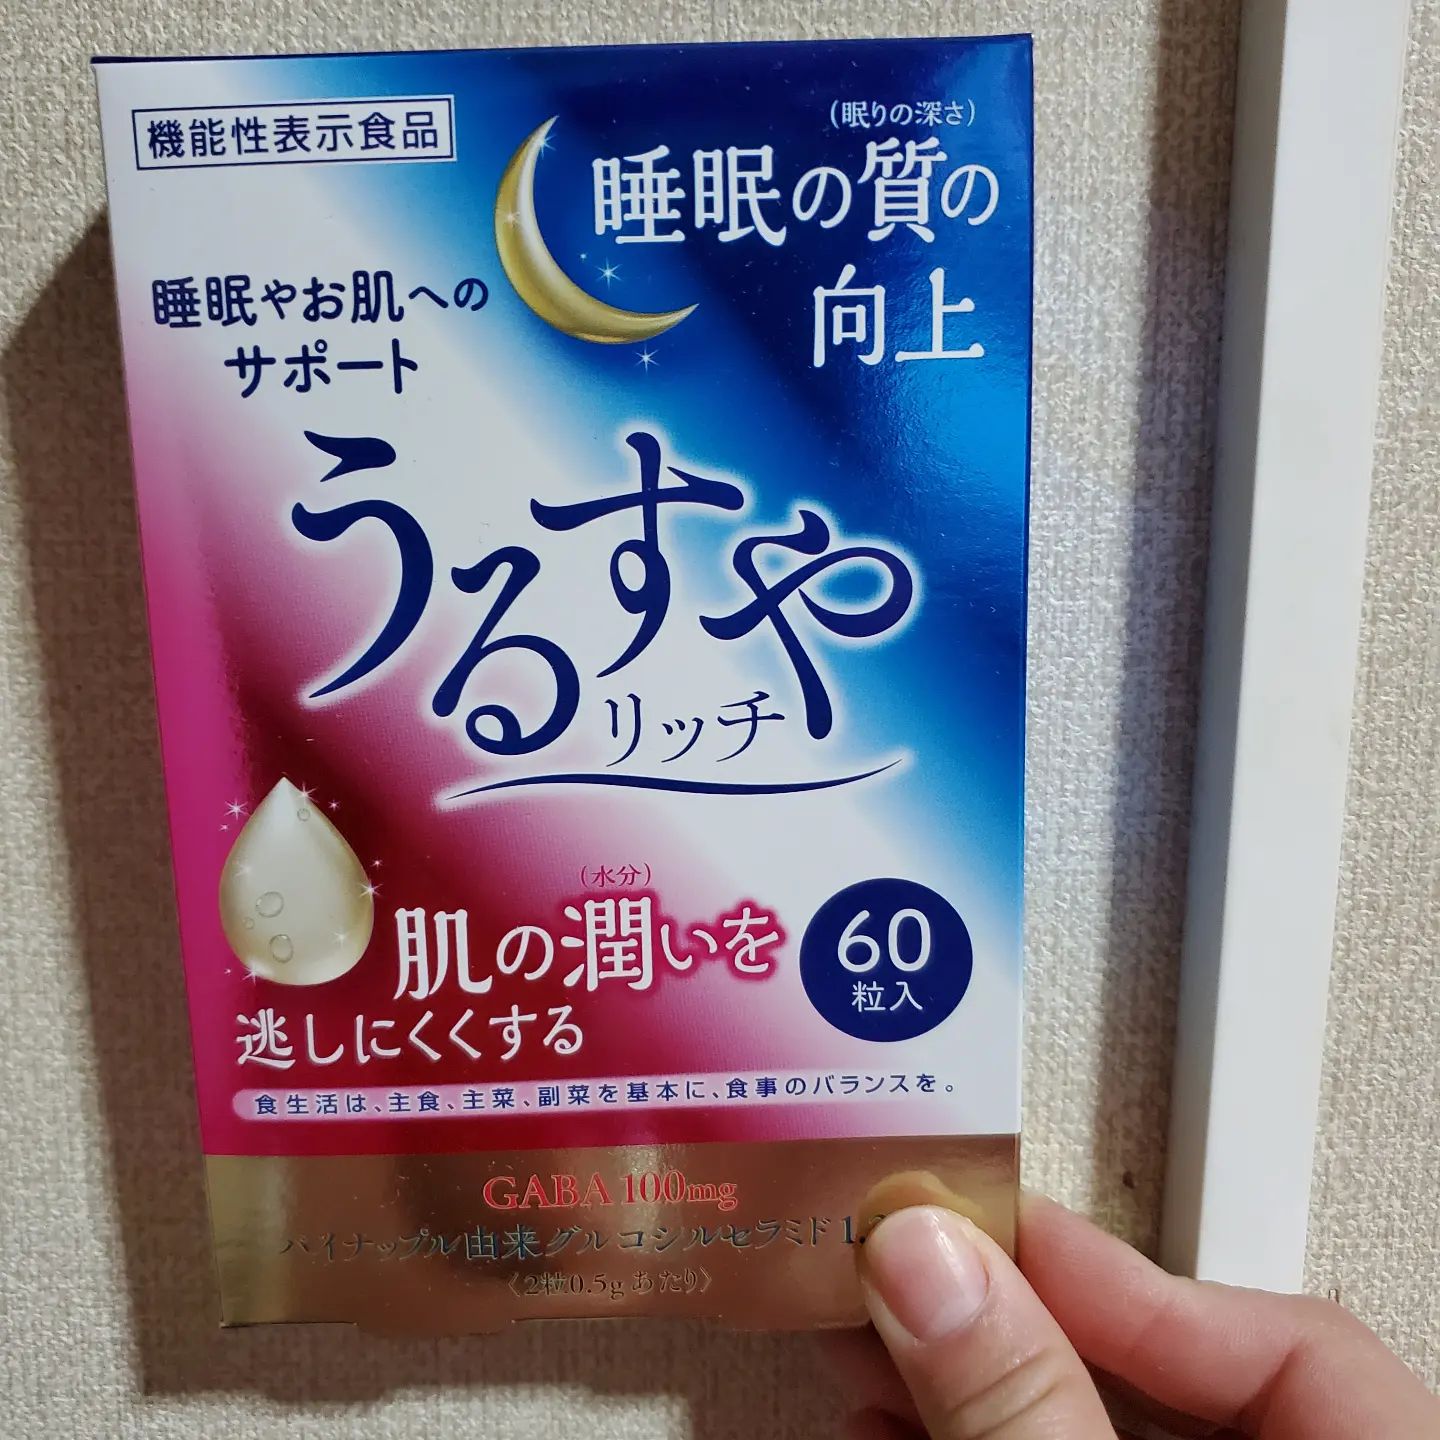 機能性表示食品
(眠りの深さ)
睡眠の質の
向上
睡眠やお肌への
サポート
うるすや
リッチ
(水分)
肌の潤いを
逃しにくくする
60
粒入
食生活は、主食、主菜、副菜を基本に、食事のバランスを。
GABA 100mg
パイナップル由来グルコシルセラミド
〈2粒0.5gあたり〉